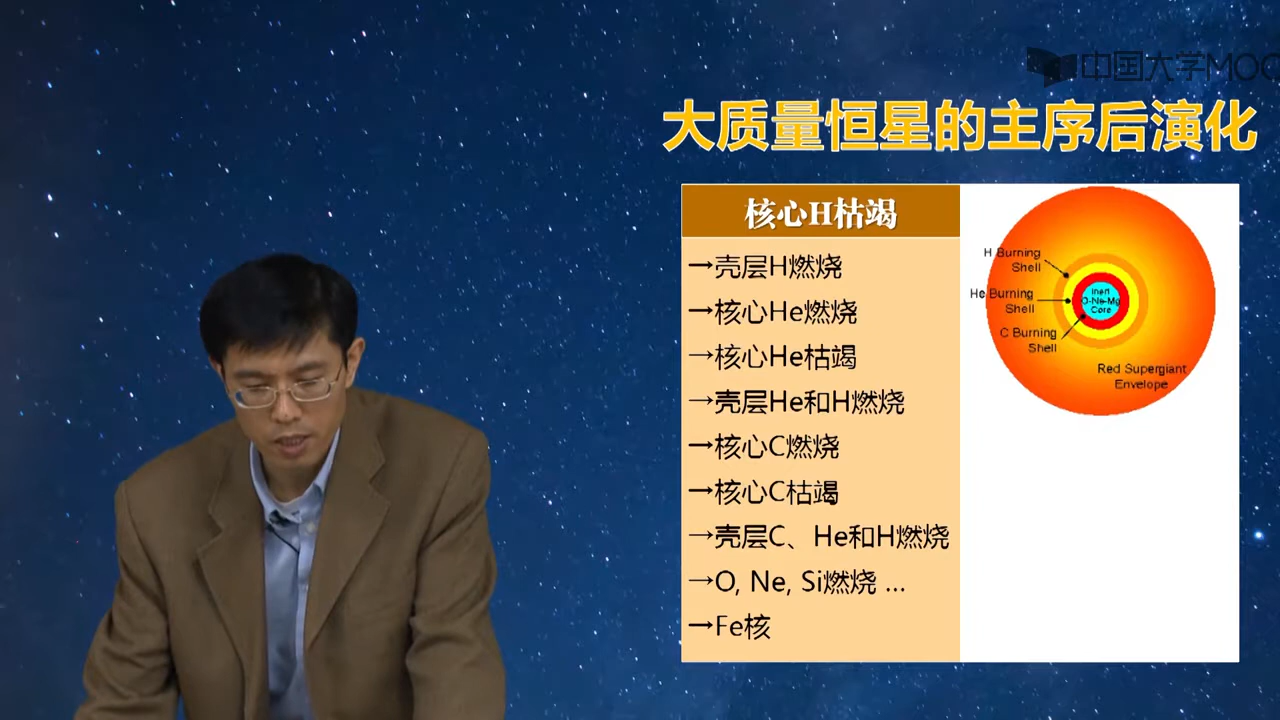 中国大学MOO
大质量恒星的主序后演化
核心H枯竭
→壳层H燃烧
→核心He燃烧
→核心He枯竭
→壳层He和H燃烧
→核心C燃烧
→核心C枯竭
→壳层C、He和H燃烧
→O, Ne, Si燃烧 ...
→Fe核
H Burning
Shell
He Burning
Shell
C Burning
Shell
Inert
O-Ne-Mg
Core
Red Supergiant
Envelope